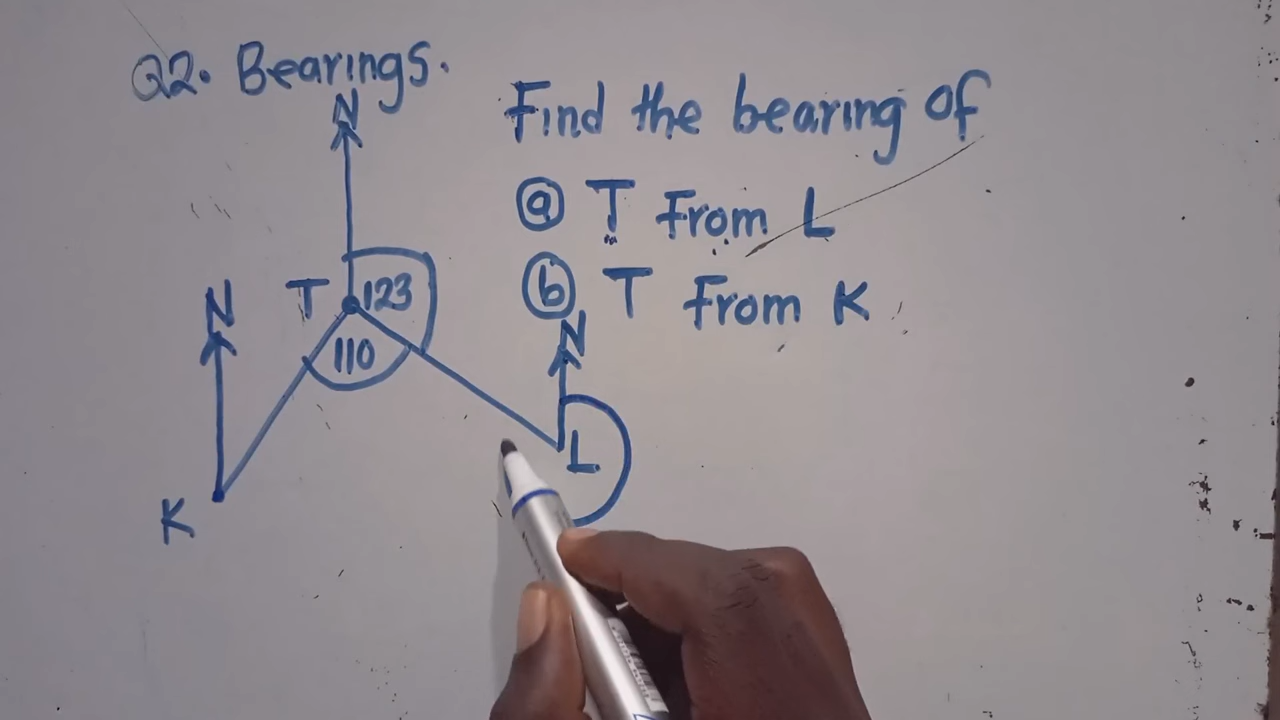 Q2. Bearings.
Find the bearing of
ⓐ T From L
ⓑ T From K
N
T 123
110
N
K
N
L